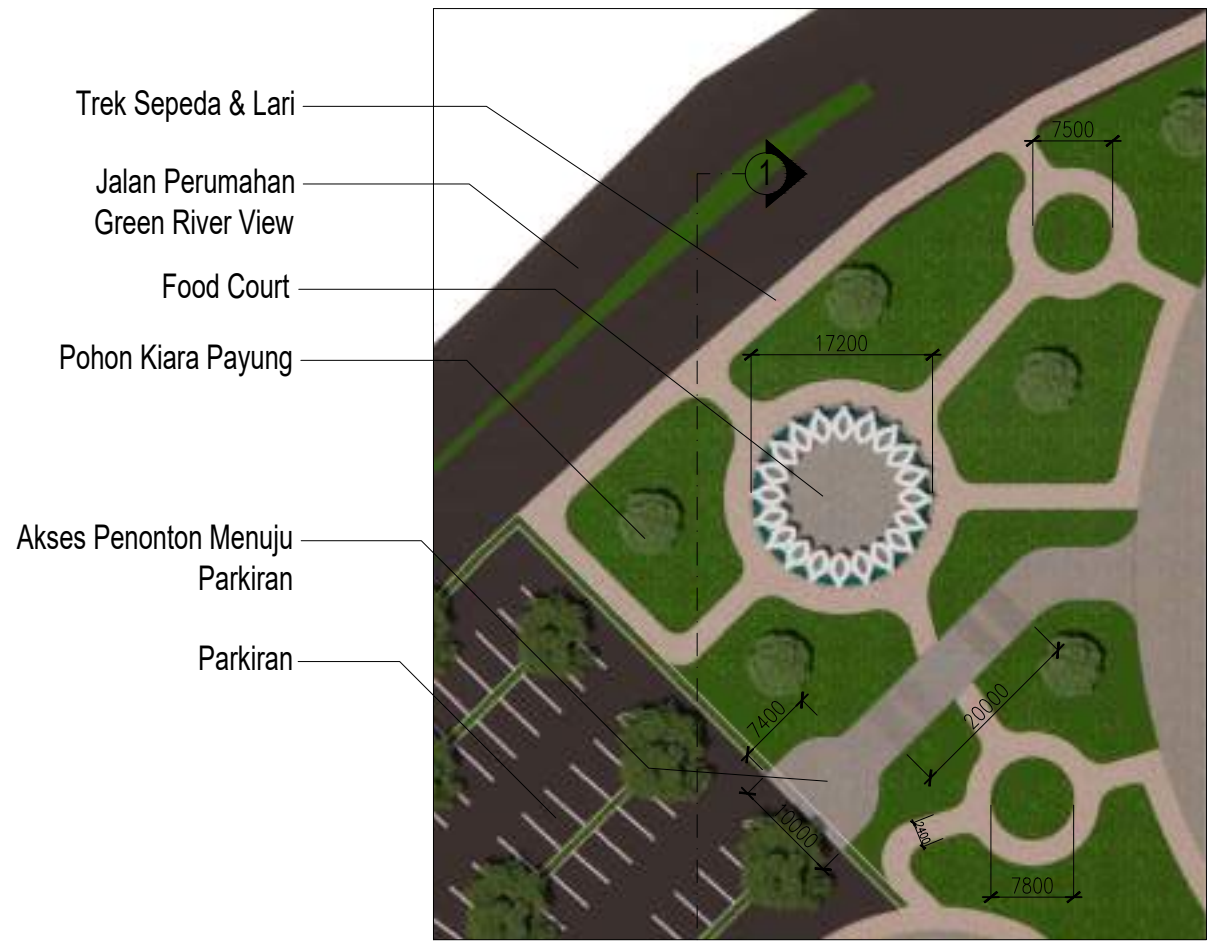 Trek Sepeda & Lari
Jalan Perumahan
Green River View
Food Court
Pohon Kiara Payung
Akses Penonton Menuju
Parkiran
Parkiran
1
7500
17200
7400
20000
10000
2400
7800